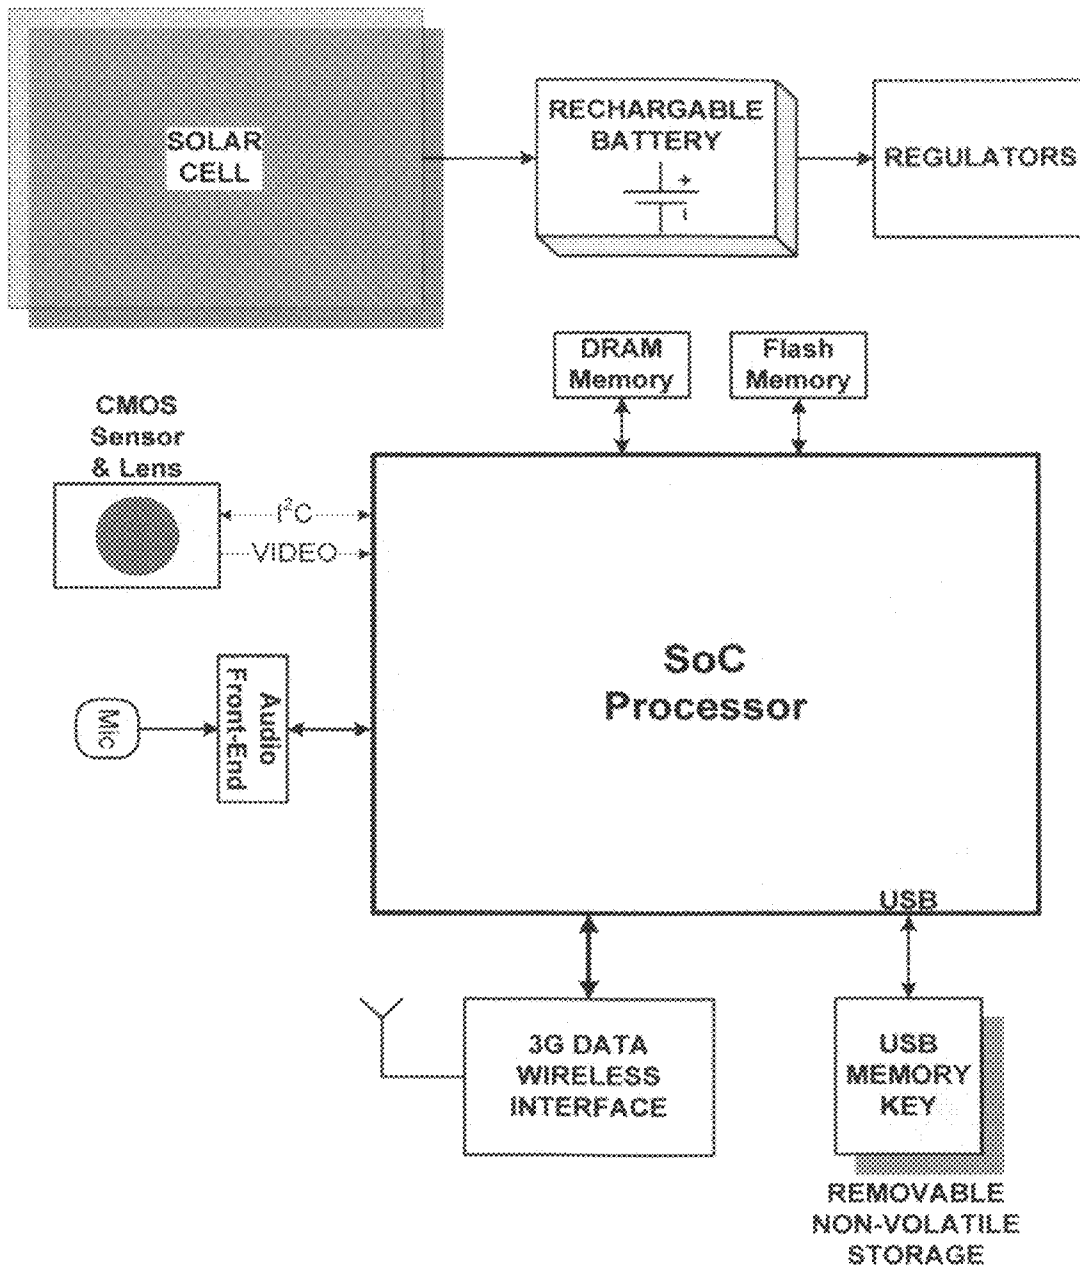 SOLAR
CELL
RECHARGABLE
BATTERY
+
REGULATORS
DRAM
Memory
Flash
Memory
CMOS
Sensor
& Lens
I²C
VIDEO
SoC
Processor
Mic
Audio
Front-End
USB
3G DATA
WIRELESS
INTERFACE
USB
MEMORY
KEY
REMOVABLE
NON-VOLATILE
STORAGE